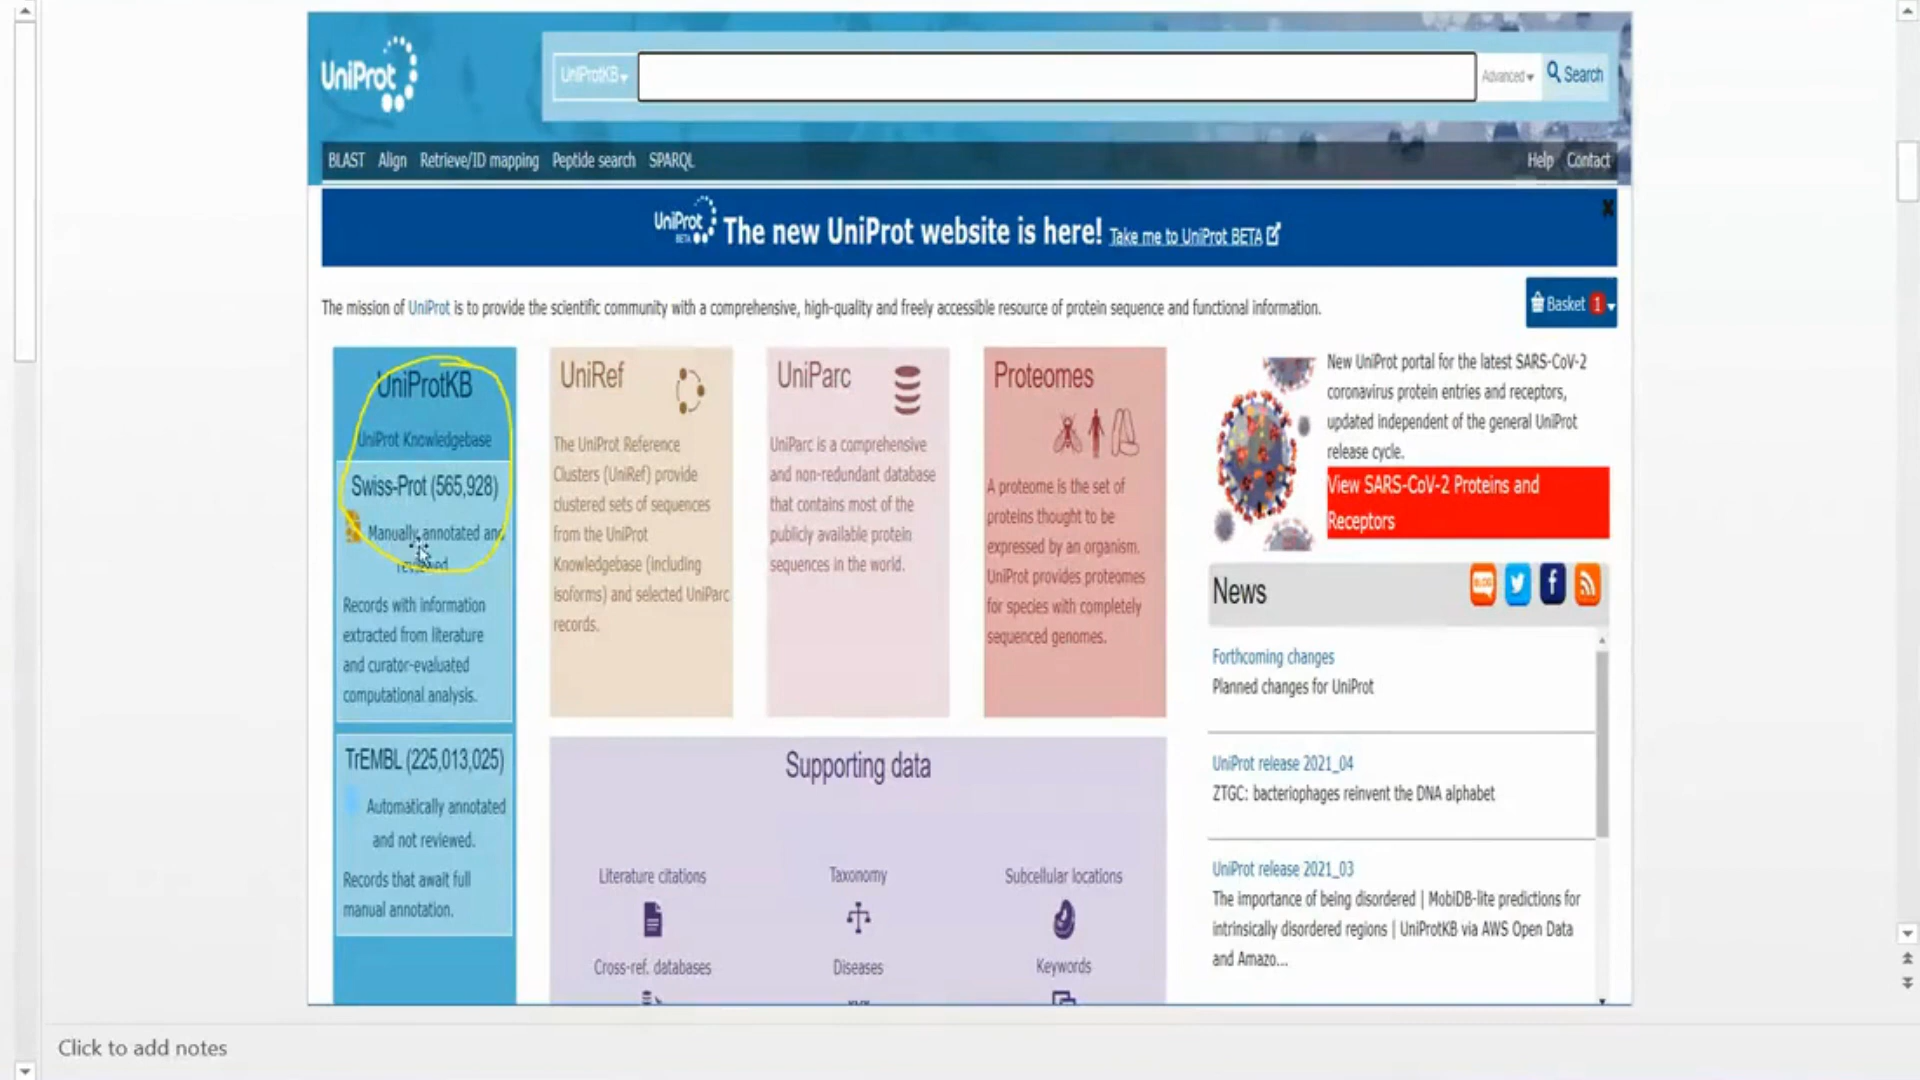 UniProt
UniProtKB
Advanced
Search
BLAST Align Retrieve/ID mapping Peptide search SPARQL
Help Contact
UniProt BETA The new UniProt website is here! Take me to UniProt BETA
The mission of UniProt is to provide the scientific community with a comprehensive, high-quality and freely accessible resource of protein sequence and functional information.
Basket 1
UniProtKB
UniProt Knowledgebase
Swiss-Prot (565,928)
Manually annotated and
reviewed.
Records with information
extracted from literature
and curator-evaluated
computational analysis.
TrEMBL (225,013,025)
Automatically annotated
and not reviewed.
Records that await full
manual annotation.
UniRef
The UniProt Reference
Clusters (UniRef) provide
clustered sets of sequences
from the UniProt
Knowledgebase (including
isoforms) and selected UniParc
records.
UniParc
UniParc is a comprehensive
and non-redundant database
that contains most of the
publicly available protein
sequences in the world.
Proteomes
A proteome is the set of
proteins thought to be
expressed by an organism.
UniProt provides proteomes
for species with completely
sequenced genomes.
Supporting data
Literature citations
Taxonomy
Subcellular locations
Cross-ref. databases
Diseases
Keywords
New UniProt portal for the latest SARS-CoV-2
coronavirus protein entries and receptors,
updated independent of the general UniProt
release cycle.
View SARS-CoV-2 Proteins and
Receptors
News
BLOG
Forthcoming changes
Planned changes for UniProt
UniProt release 2021_04
ZTGC: bacteriophages reinvent the DNA alphabet
UniProt release 2021_03
The importance of being disordered | MobiDB-lite predictions for
intrinsically disordered regions | UniProtKB via AWS Open Data
and Amazo...
Click to add notes